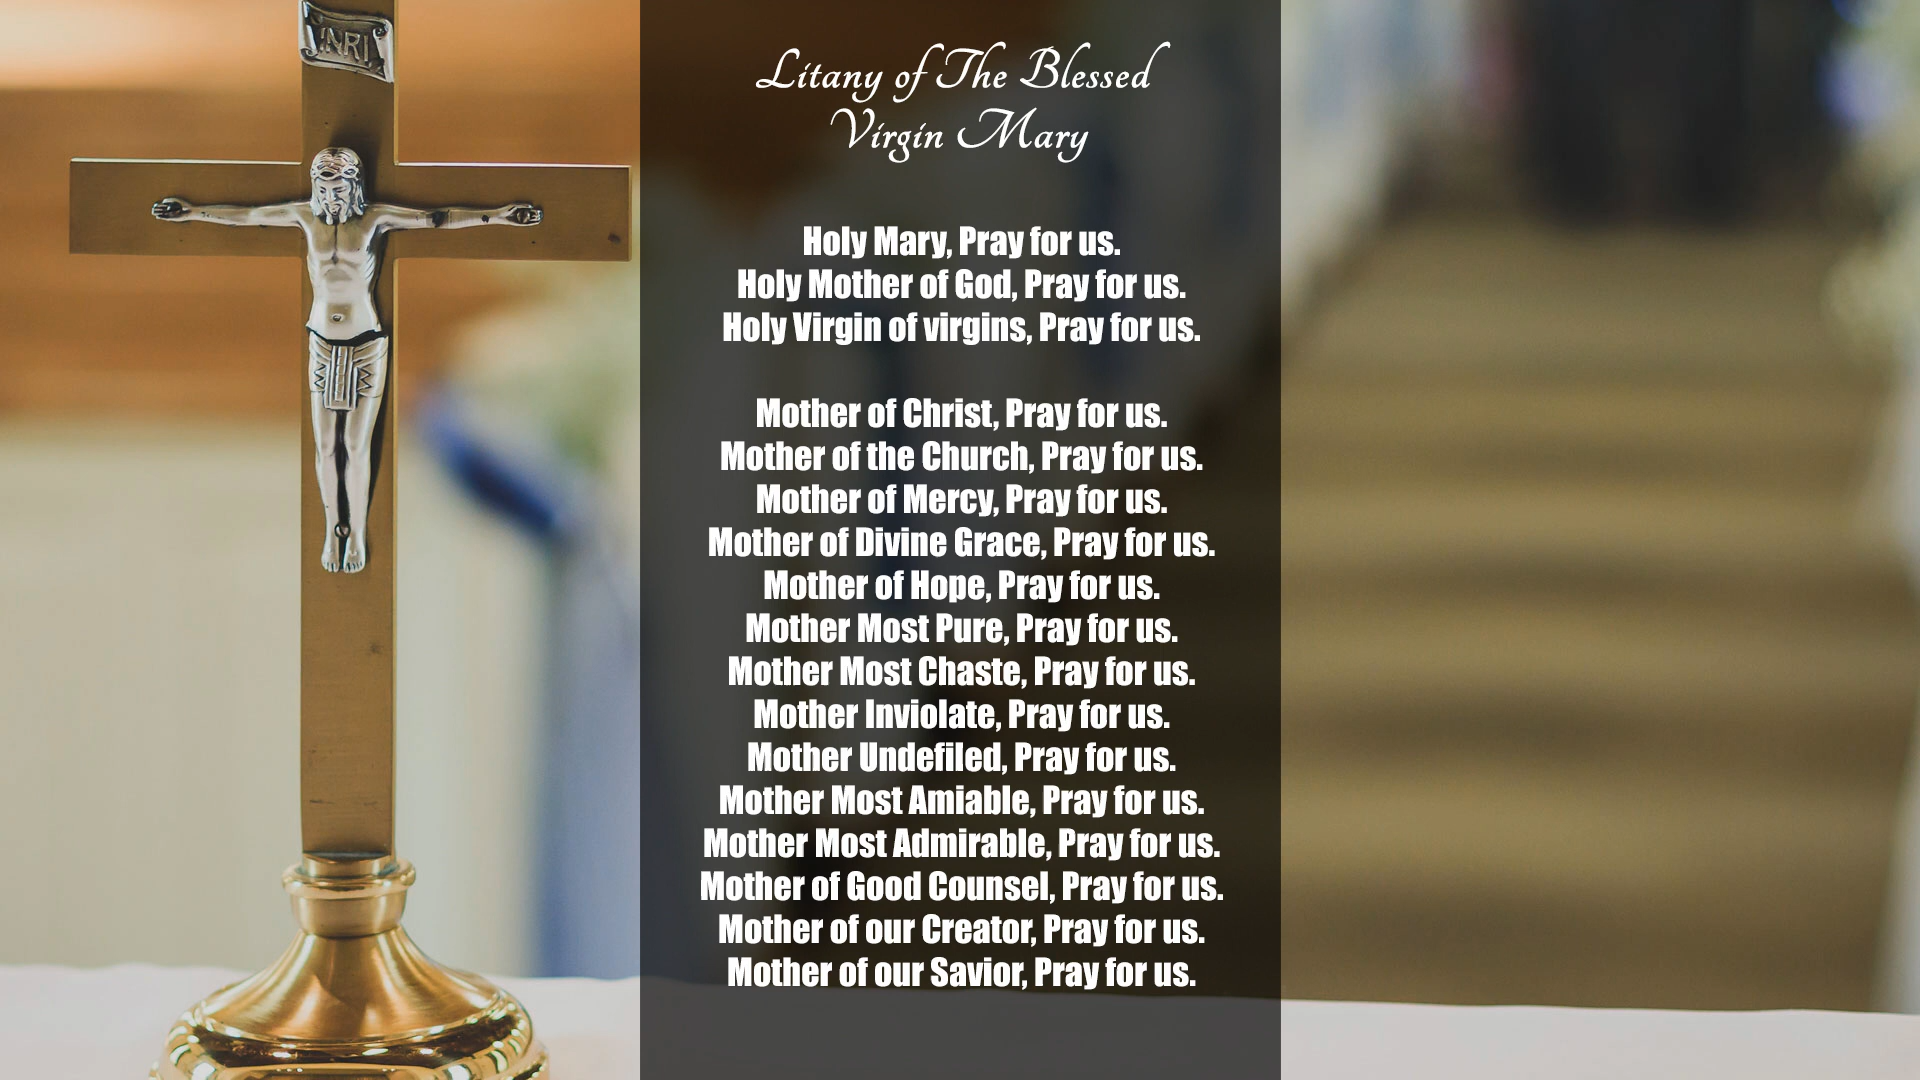 INRI
Litany of The Blessed
Virgin Mary
Holy Mary, Pray for us.
Holy Mother of God, Pray for us.
Holy Virgin of virgins, Pray for us.
Mother of Christ, Pray for us.
Mother of the Church, Pray for us.
Mother of Mercy, Pray for us.
Mother of Divine Grace, Pray for us.
Mother of Hope, Pray for us.
Mother Most Pure, Pray for us.
Mother Most Chaste, Pray for us.
Mother Inviolate, Pray for us.
Mother Undefiled, Pray for us.
Mother Most Amiable, Pray for us.
Mother Most Admirable, Pray for us.
Mother of Good Counsel, Pray for us.
Mother of our Creator, Pray for us.
Mother of our Savior, Pray for us.